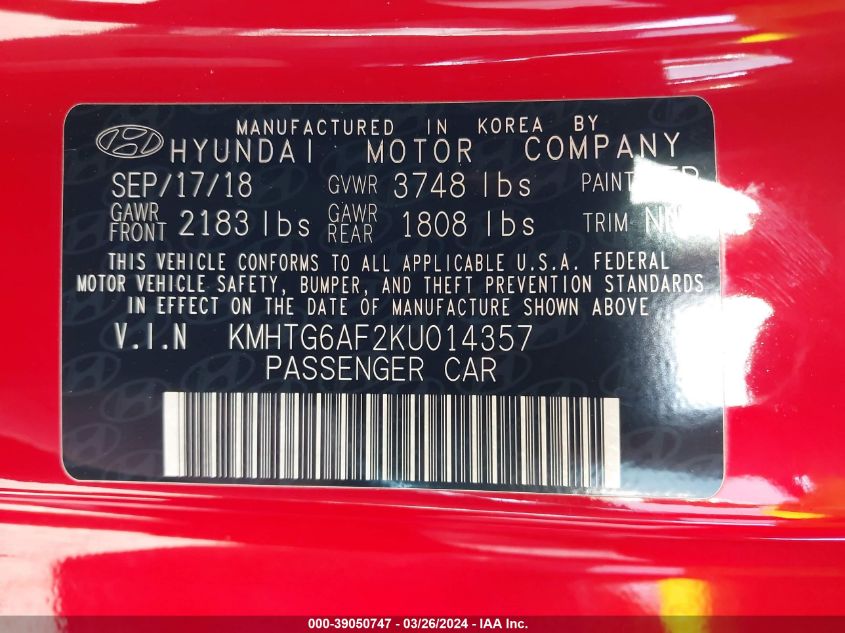 MANUFACTURED IN KOREA BY
HYUNDAI MOTOR COMPANY
SEP/17/18 GVWR 3748 lbs PAINT
GAWR FRONT 2183 lbs GAWR REAR 1808 lbs TRIM
THIS VEHICLE CONFORMS TO ALL APPLICABLE U.S.A. FEDERAL
MOTOR VEHICLE SAFETY, BUMPER, AND THEFT PREVENTION STANDARDS
IN EFFECT ON THE DATE OF MANUFACTURE SHOWN ABOVE
V.I.N KMHTG6AF2KU014357
PASSENGER CAR
000-39050747 - 03/26/2024 - IAA Inc.